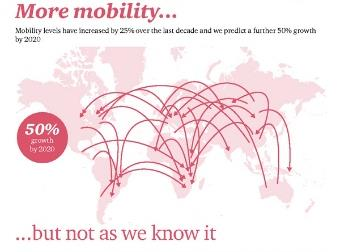 More mobility...
Mobility levels have increased by 25% over the last decade and we predict a further 50% growth
by 2020
50%
growth
by 2020
...but not as we know it